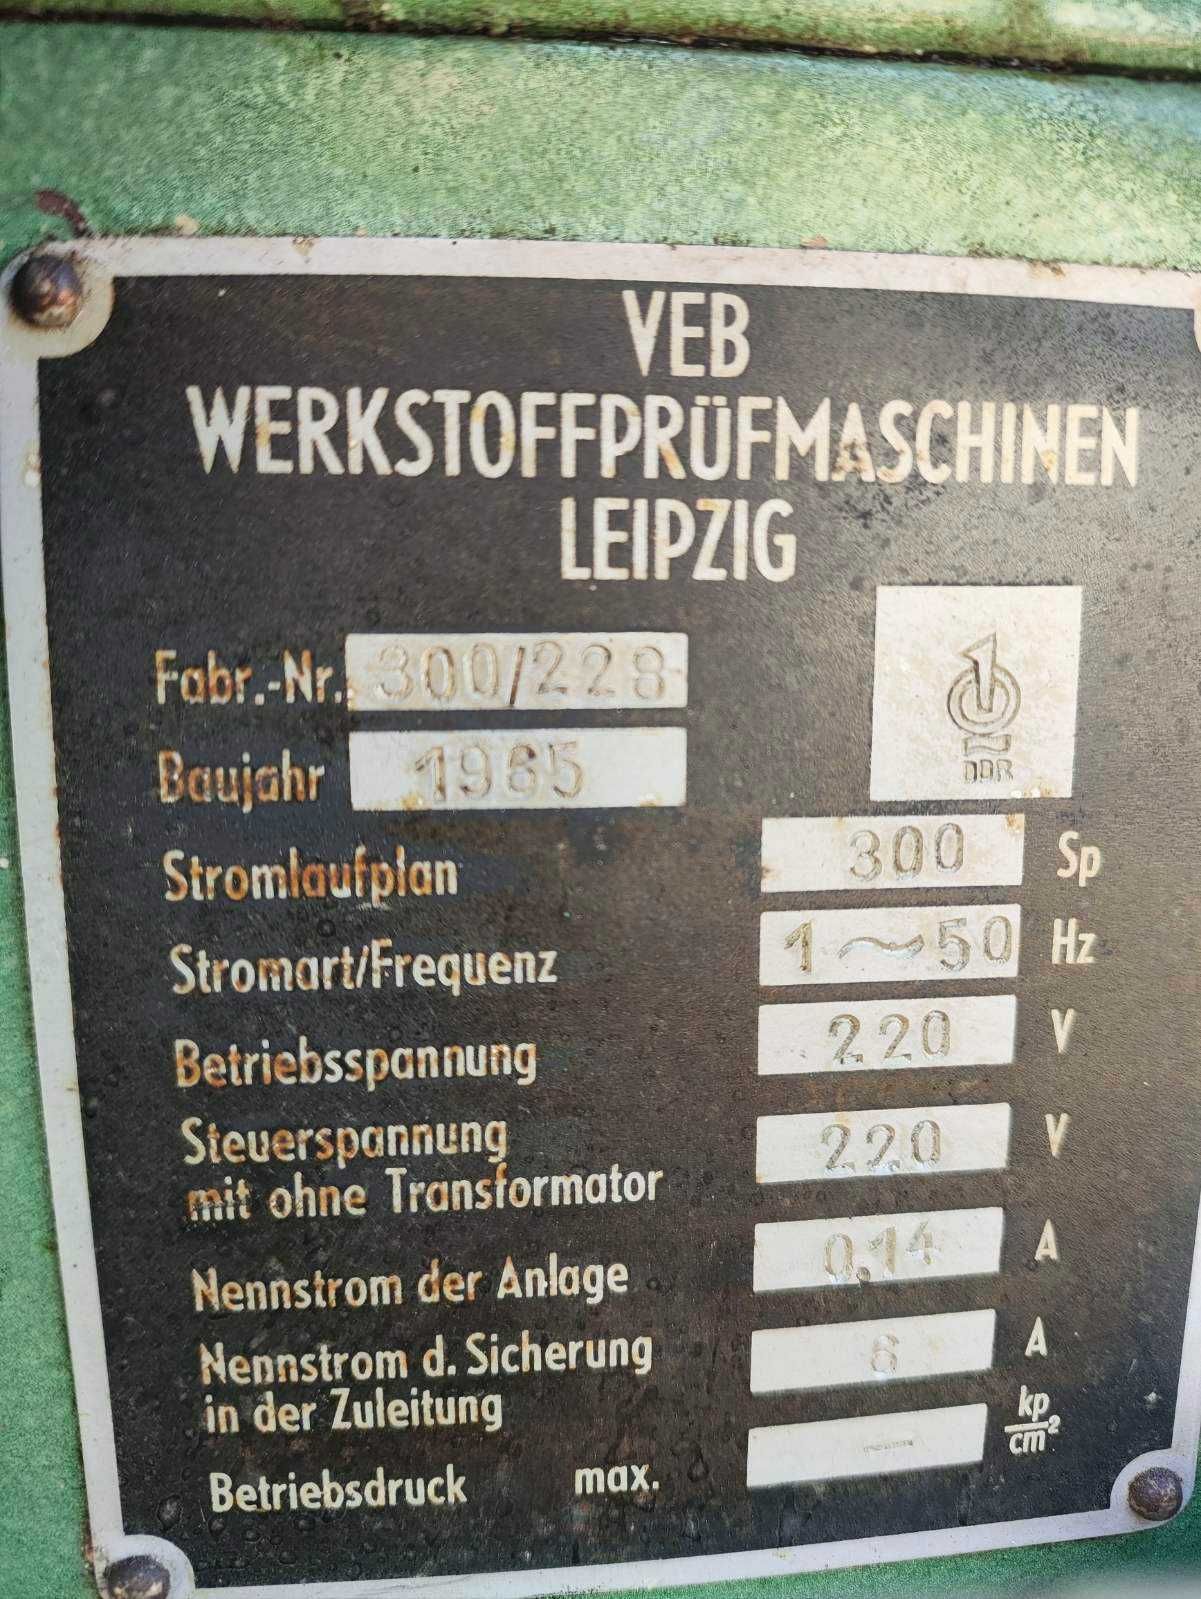 VEB
WERKSTOFFPRÜFMASCHINEN
LEIPZIG
Fabr.-Nr. 300/228
Baujahr 1965
1
DDR
Stromlaufplan 300 Sp
Stromart/Frequenz 1~50 Hz
Betriebsspannung 220 V
Steuerspannung 220 V
mit ohne Transformator
Nennstrom der Anlage 0,14 A
Nennstrom d. Sicherung 6 A
in der Zuleitung
Betriebsdruck max. — kp/cm²